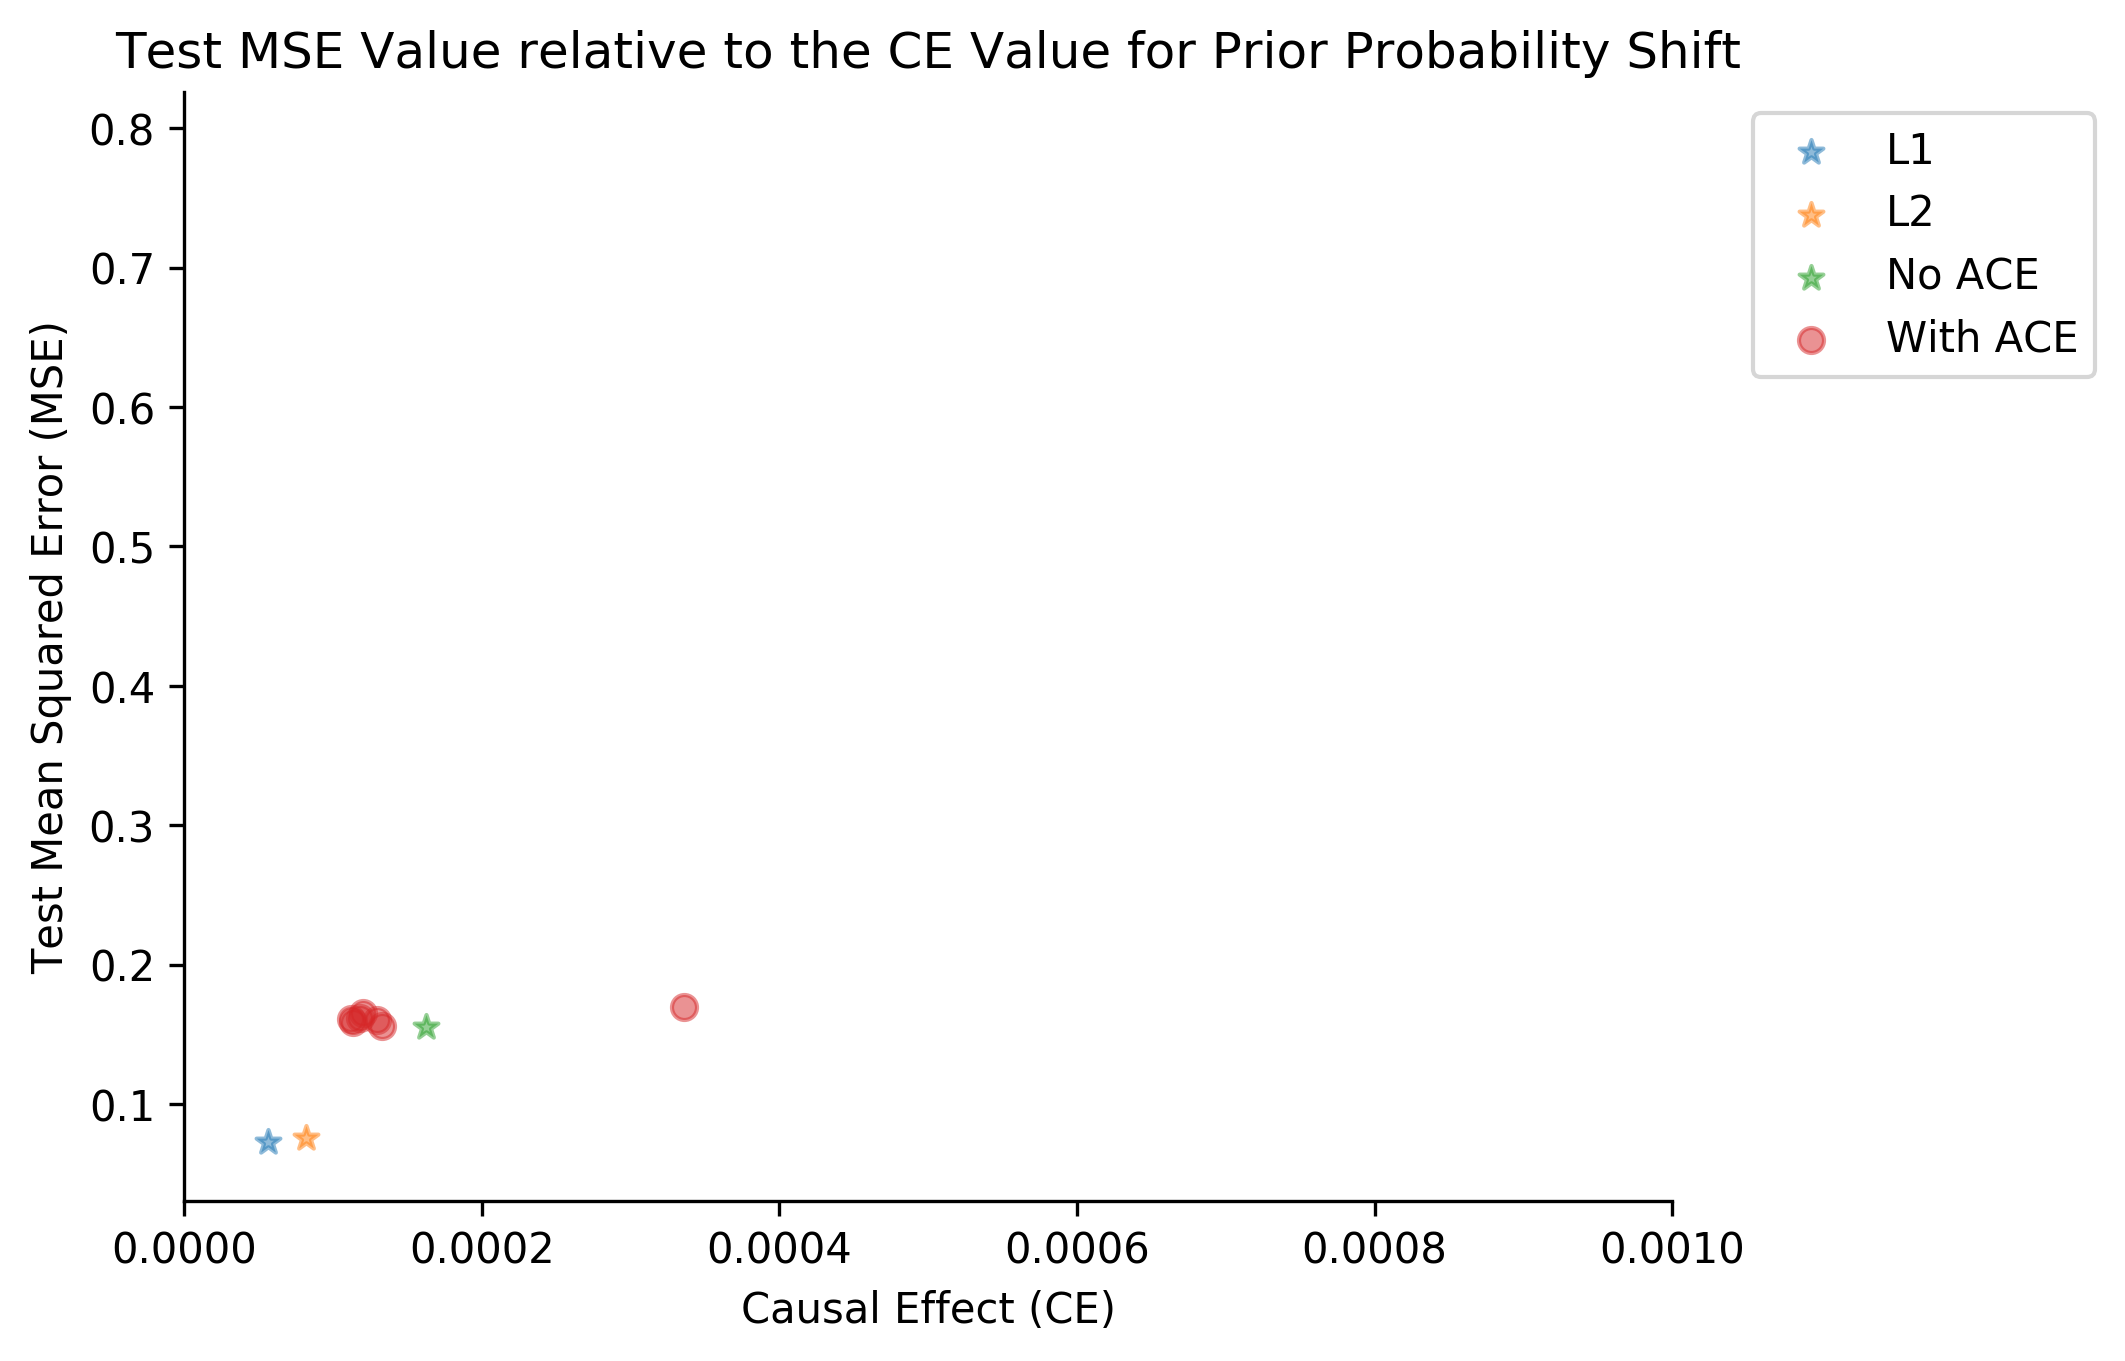 Test MSE Value relative to the CE Value for Prior Probability Shift
Test Mean Squared Error (MSE)
0.8
0.7
0.6
0.5
0.4
0.3
0.2
0.1
0.0000
0.0002
0.0004
0.0006
0.0008
0.0010
Causal Effect (CE)
L1
L2
No ACE
With ACE